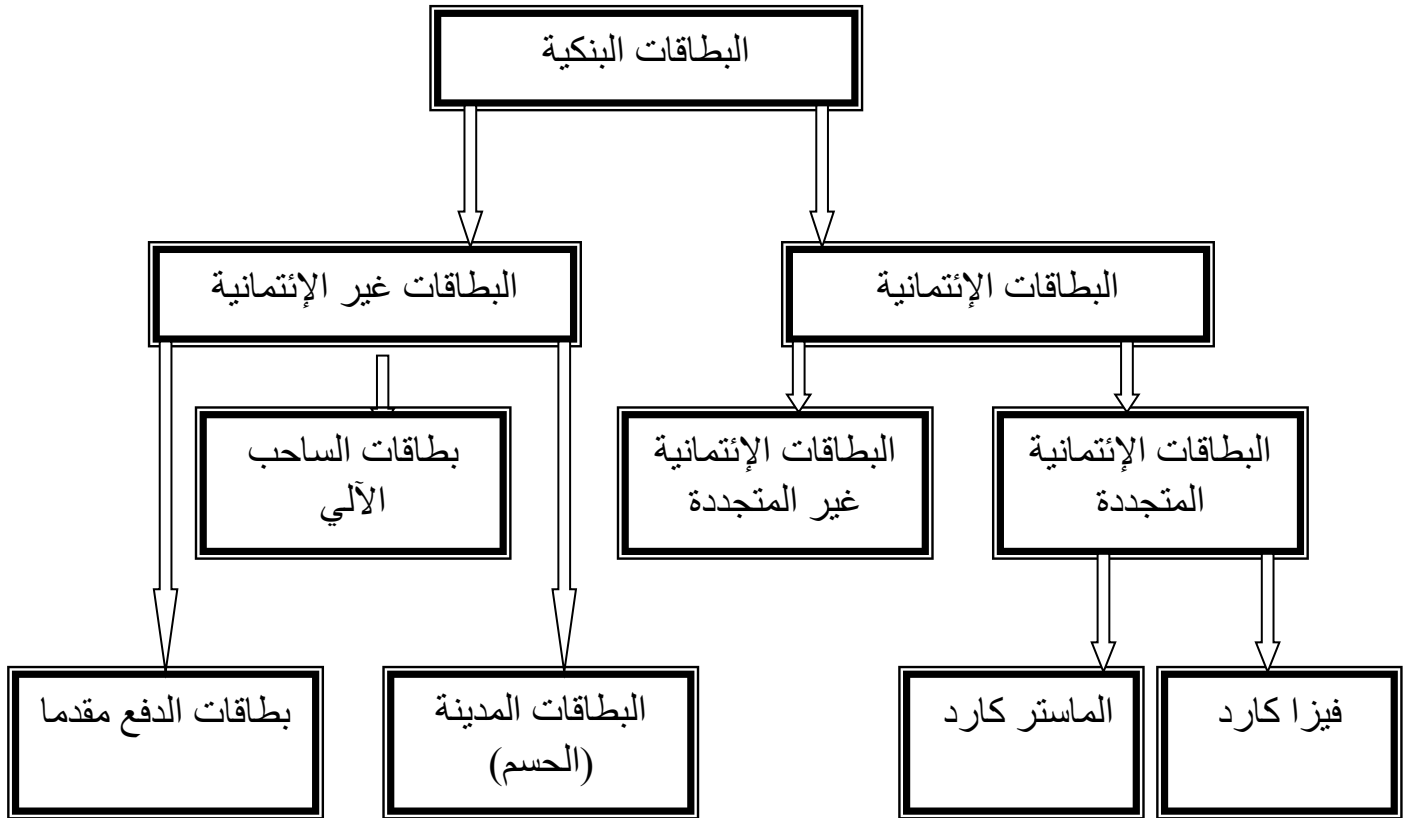 البطاقات البنكية
البطاقات الإئتمانية
البطاقات غير الإئتمانية
البطاقات الإئتمانية
المتجددة
البطاقات الإئتمانية
غير المتجددة
بطاقات الساحب
الآلي
فيزا كارد
الماستر كارد
البطاقات المدينة
(الحسم)
بطاقات الدفع مقدما